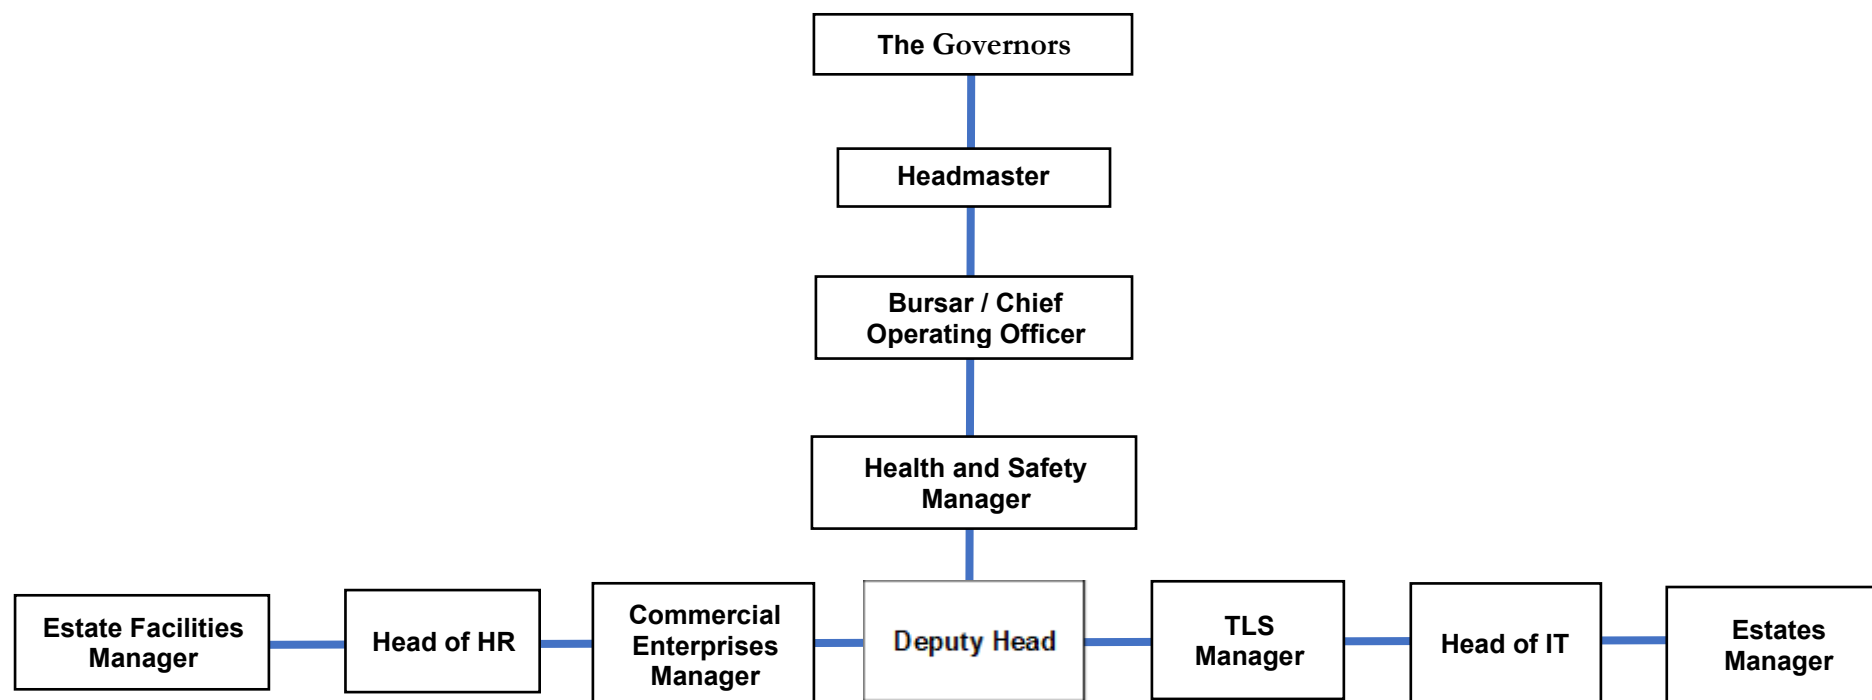 The Governors
Headmaster
Bursar / Chief
Operating Officer
Health and Safety
Manager
Estate Facilities
Manager
Head of HR
Commercial
Enterprises
Manager
Deputy Head
TLS
Manager
Head of IT
Estates
Manager